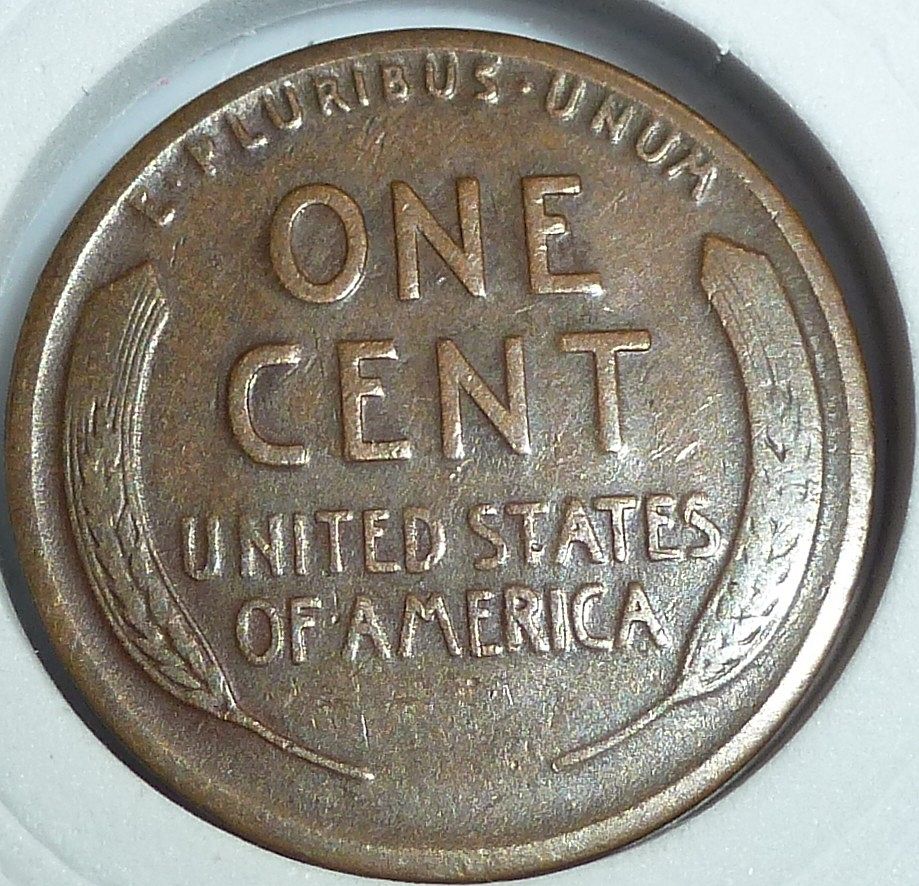 E·PLURIBUS·UNUM
ONE
CENT
UNITED STATES
OF·AMERICA